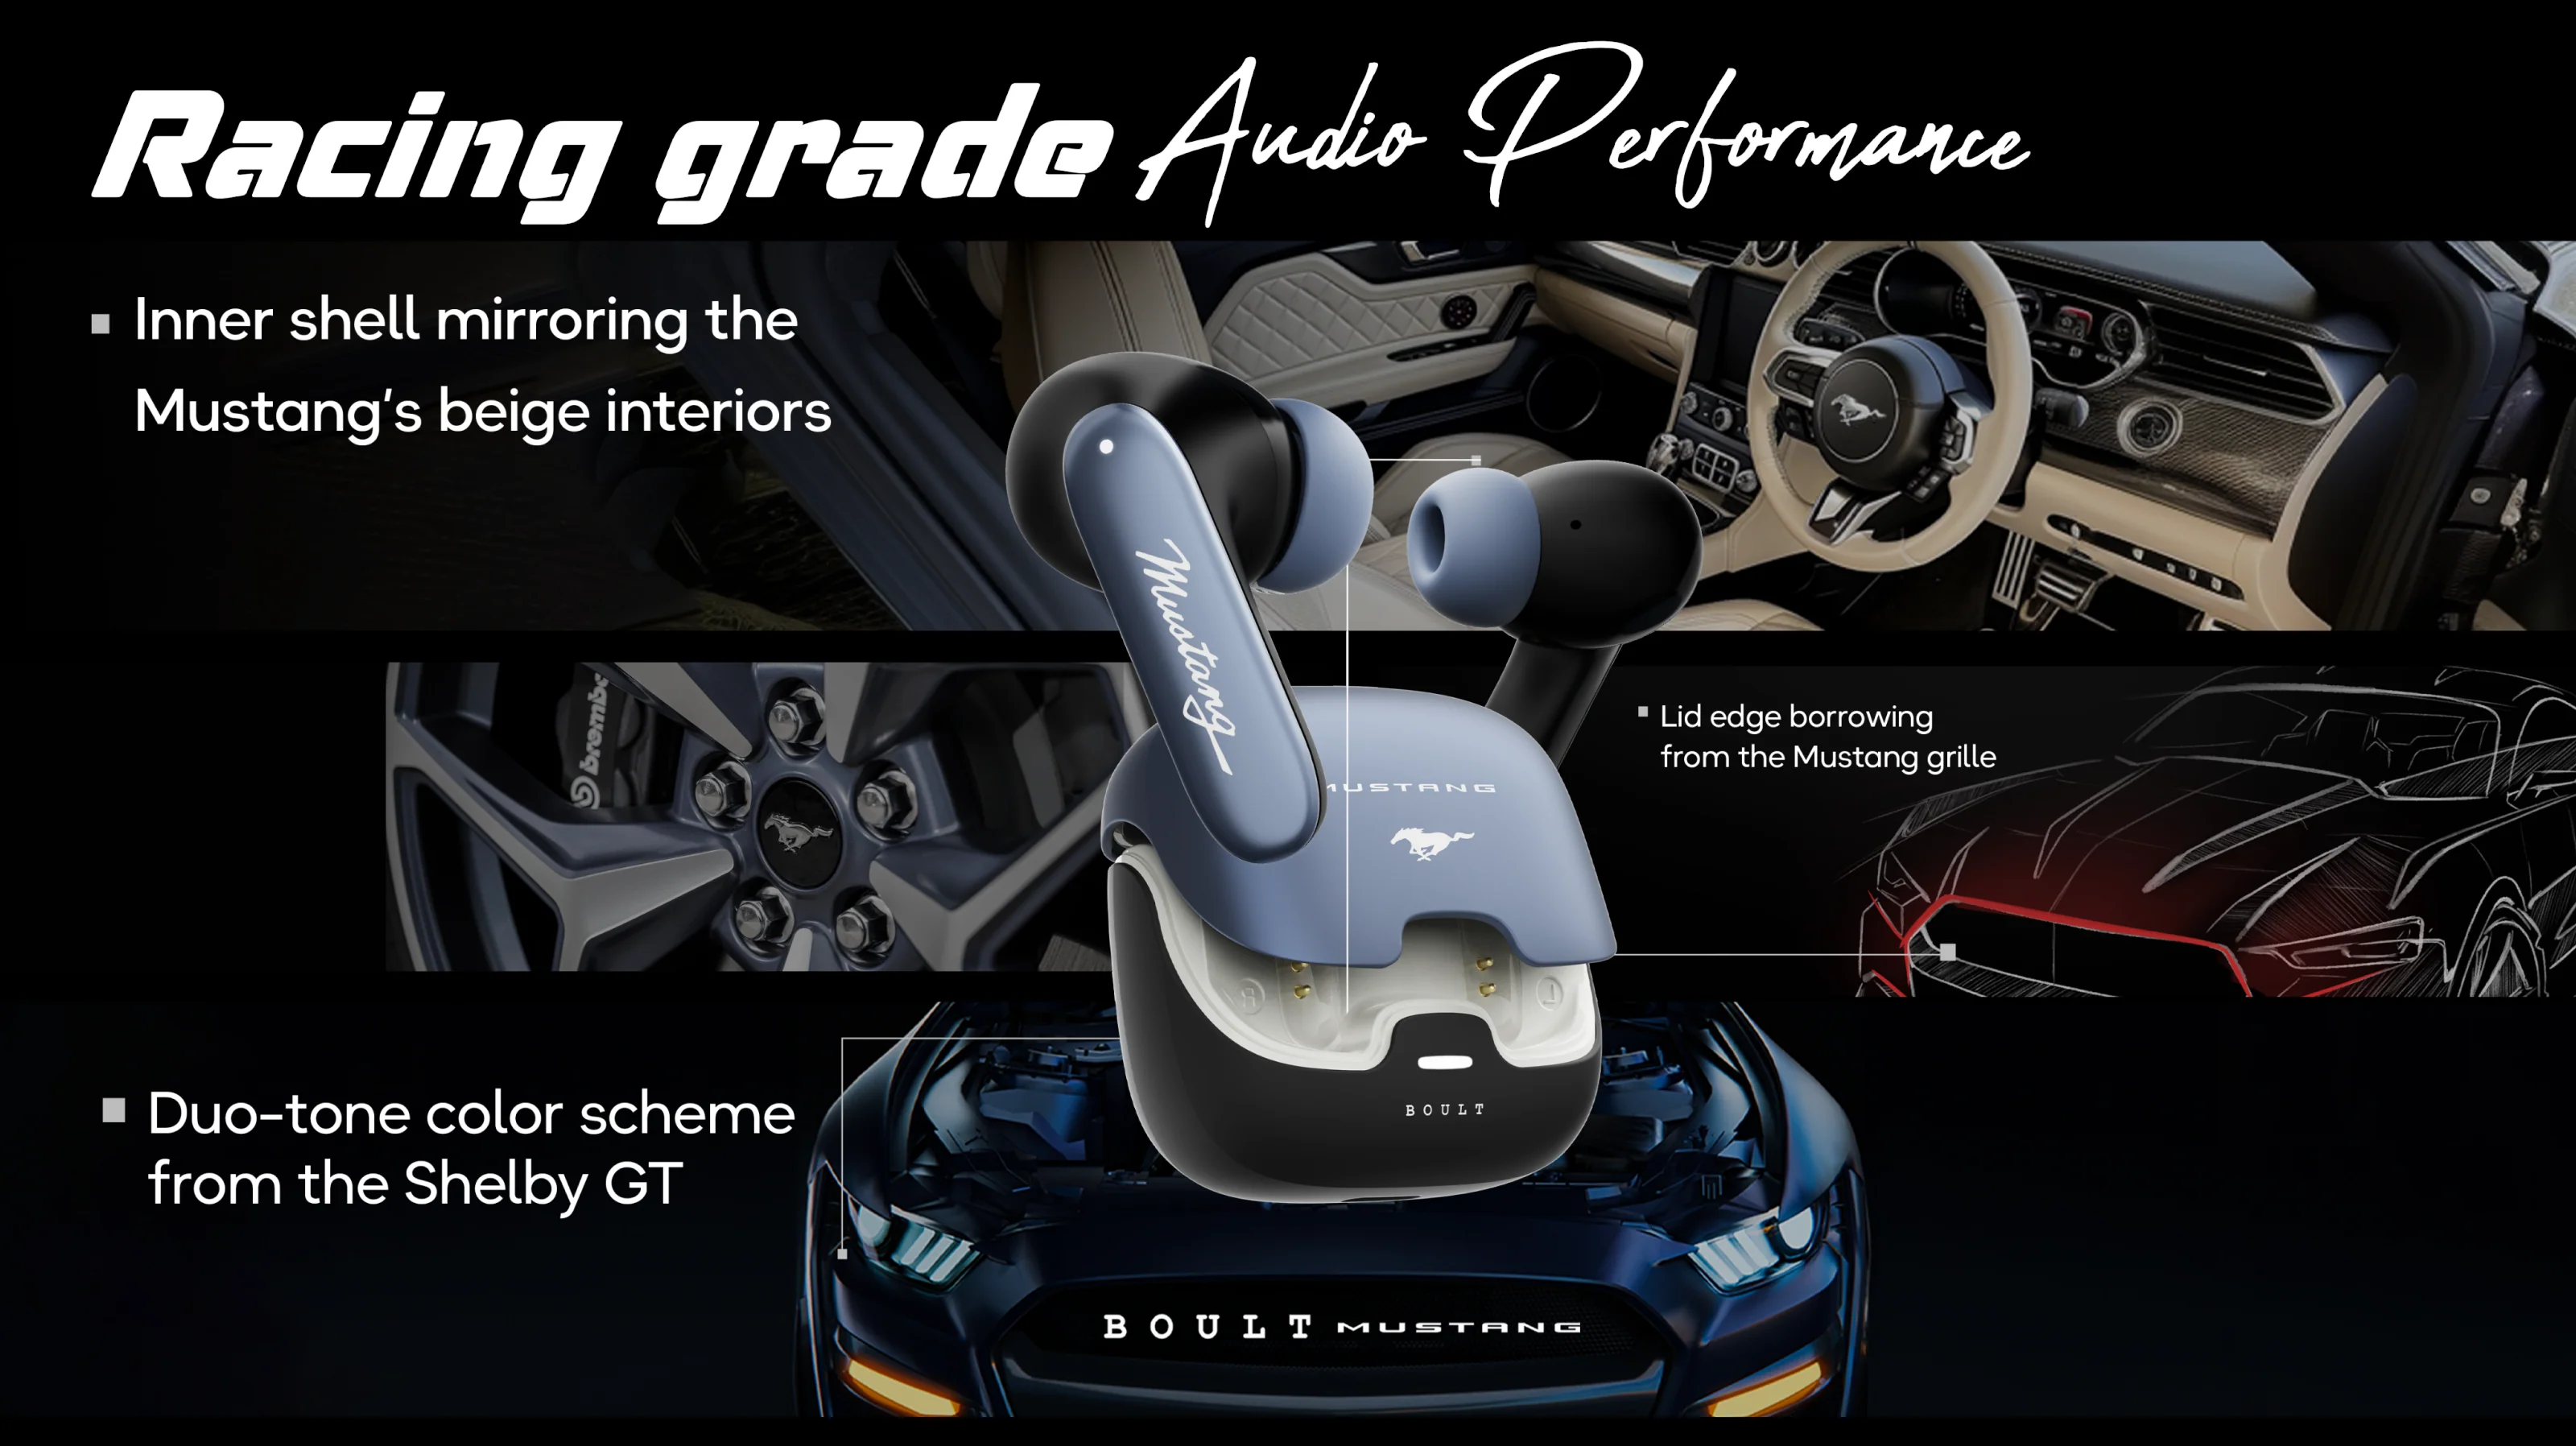 Racing grade Audio Performance
Inner shell mirroring the
Mustang's beige interiors
Mustang
brembo
Lid edge borrowing
from the Mustang grille
MUSTANG
R
BOULT
Duo-tone color scheme
from the Shelby GT
BOULT MUSTANG